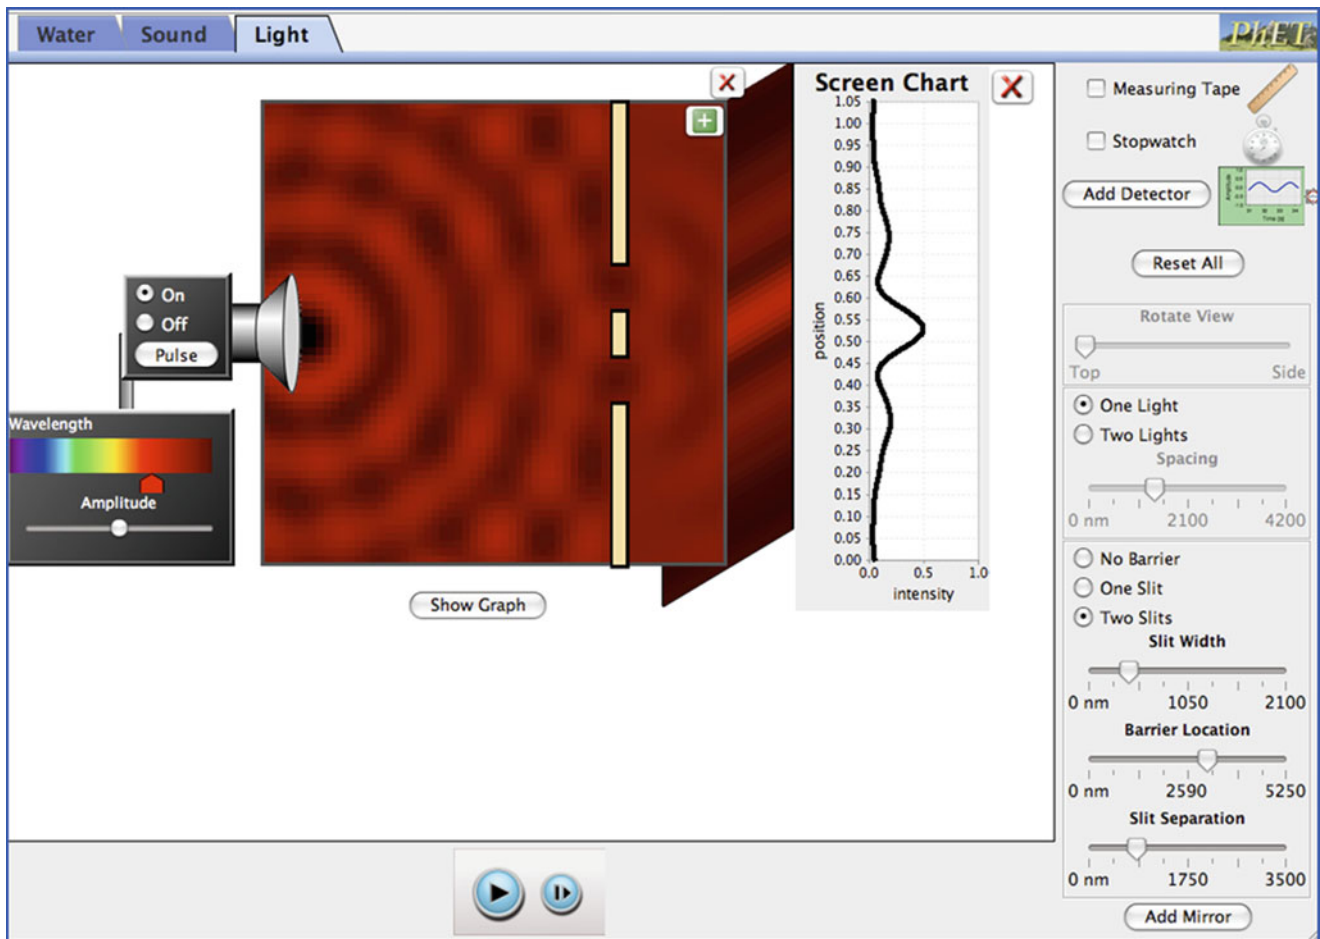 Water Sound Light
PhET
Screen Chart
1.05
1.00
0.95
0.90
0.85
0.80
0.75
0.70
0.65
0.60
0.55
0.50
0.45
0.40
0.35
0.30
0.25
0.20
0.15
0.10
0.05
0.00
position
0.0 0.5 1.0
intensity
On
Off
Pulse
Wavelength
Amplitude
Show Graph
Measuring Tape
Stopwatch
Add Detector
Amplitude
Reset All
Rotate View
Top Side
One Light
Two Lights
Spacing
0 nm 2100 4200
No Barrier
One Slit
Two Slits
Slit Width
0 nm 1050 2100
Barrier Location
0 nm 2590 5250
Slit Separation
0 nm 1750 3500
Add Mirror